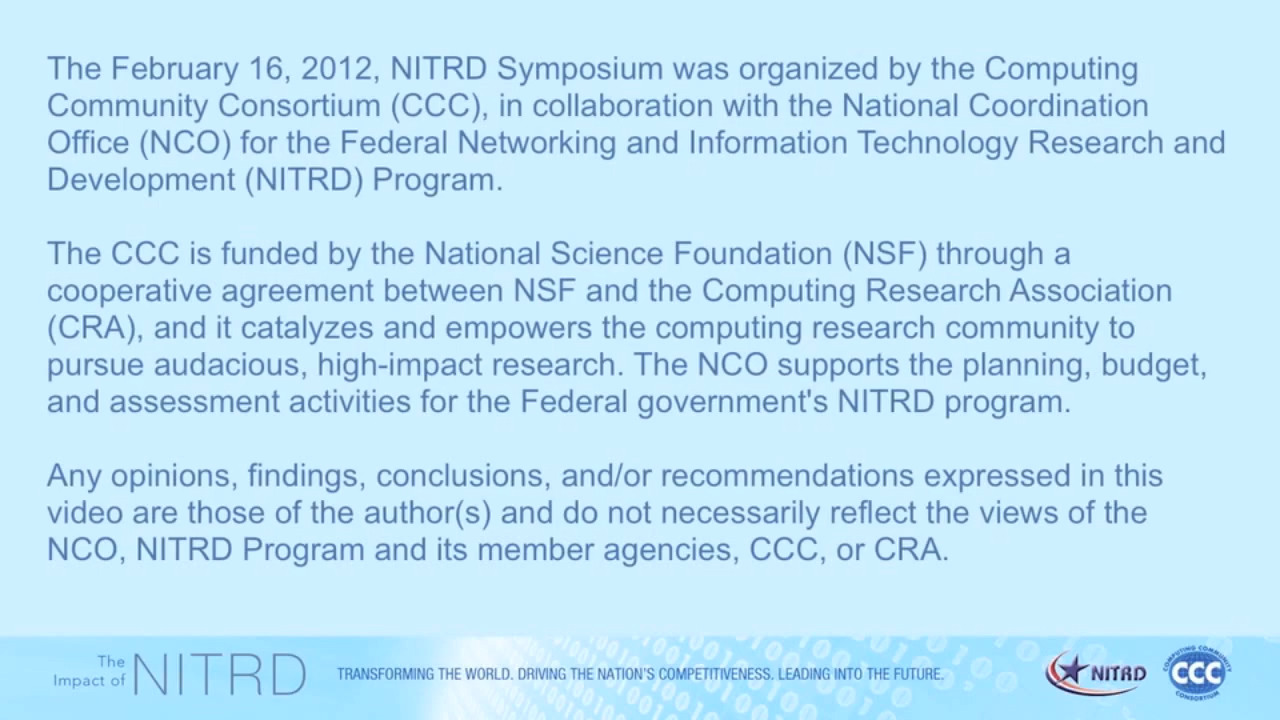 The February 16, 2012, NITRD Symposium was organized by the Computing
Community Consortium (CCC), in collaboration with the National Coordination
Office (NCO) for the Federal Networking and Information Technology Research and
Development (NITRD) Program.
The CCC is funded by the National Science Foundation (NSF) through a
cooperative agreement between NSF and the Computing Research Association
(CRA), and it catalyzes and empowers the computing research community to
pursue audacious, high-impact research. The NCO supports the planning, budget,
and assessment activities for the Federal government's NITRD program.
Any opinions, findings, conclusions, and/or recommendations expressed in this
video are those of the author(s) and do not necessarily reflect the views of the
NCO, NITRD Program and its member agencies, CCC, or CRA.
The
Impact of NITRD
TRANSFORMING THE WORLD. DRIVING THE NATION'S COMPETITIVENESS. LEADING INTO THE FUTURE.
NITRD
COMPUTING COMMUNITY
CCC
CONSORTIUM